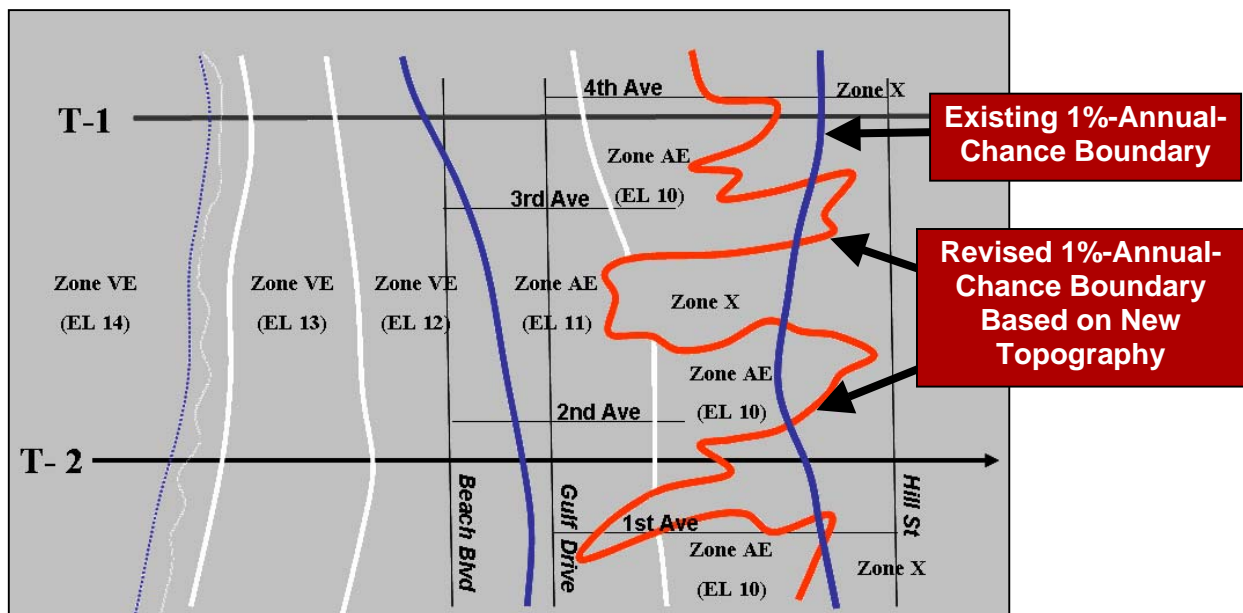 4th Ave
Zone X
T-1
Existing 1%-Annual-
Chance Boundary
Zone AE
(EL 10)
3rd Ave
Revised 1%-Annual-
Chance Boundary
Based on New
Topography
Zone VE
(EL 14)
Zone VE
(EL 13)
Zone VE
(EL 12)
Zone AE
(EL 11)
Zone X
Zone AE
(EL 10)
2nd Ave
T- 2
Beach Blvd
Gulf Drive
Hill St
1st Ave
Zone AE
(EL 10)
Zone X